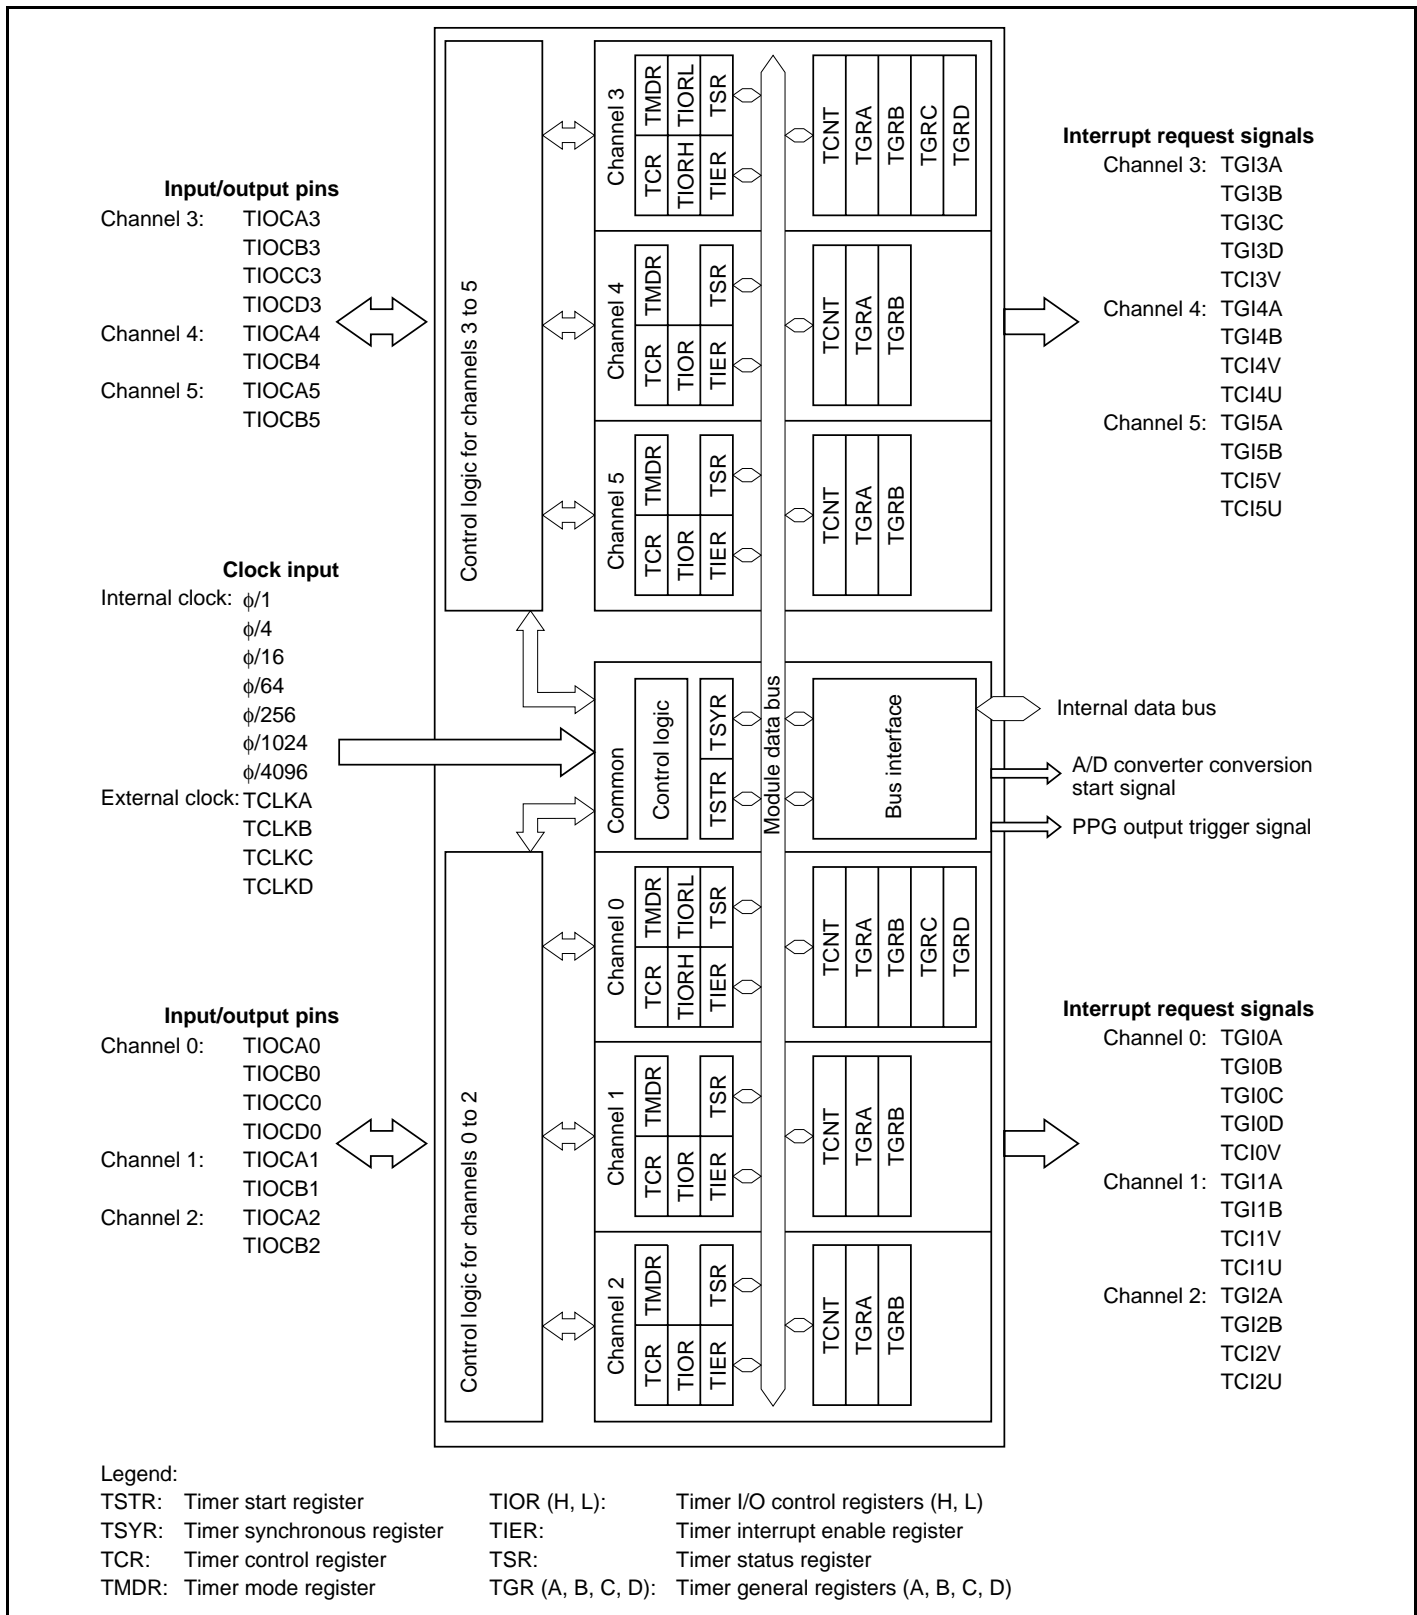 Input/output pins
Channel 3: TIOCA3
TIOCB3
TIOCC3
TIOCD3
Channel 4: TIOCA4
TIOCB4
Channel 5: TIOCA5
TIOCB5
Clock input
Internal clock: ϕ/1
ϕ/4
ϕ/16
ϕ/64
ϕ/256
ϕ/1024
ϕ/4096
External clock: TCLKA
TCLKB
TCLKC
TCLKD
Input/output pins
Channel 0: TIOCA0
TIOCB0
TIOCC0
TIOCD0
Channel 1: TIOCA1
TIOCB1
Channel 2: TIOCA2
TIOCB2
Control logic for channels 3 to 5
Control logic for channels 0 to 2
Channel 3
TCR TMDR
TIORH TIORL
TIER TSR
TCNT
TGRA
TGRB
TGRC
TGRD
Channel 4
TCR TMDR
TIOR
TIER TSR
TCNT
TGRA
TGRB
Channel 5
TCR TMDR
TIOR
TIER TSR
TCNT
TGRA
TGRB
Common
Control logic
TSTR TSYR
Module data bus
Bus interface
Channel 0
TCR TMDR
TIORH TIORL
TIER TSR
TCNT
TGRA
TGRB
TGRC
TGRD
Channel 1
TCR TMDR
TIOR
TIER TSR
TCNT
TGRA
TGRB
Channel 2
TCR TMDR
TIOR
TIER TSR
TCNT
TGRA
TGRB
Interrupt request signals
Channel 3: TGI3A
TGI3B
TGI3C
TGI3D
TCI3V
Channel 4: TGI4A
TGI4B
TCI4V
TCI4U
Channel 5: TGI5A
TGI5B
TCI5V
TCI5U
Internal data bus
A/D converter conversion
start signal
PPG output trigger signal
Interrupt request signals
Channel 0: TGI0A
TGI0B
TGI0C
TGI0D
TCI0V
Channel 1: TGI1A
TGI1B
TCI1V
TCI1U
Channel 2: TGI2A
TGI2B
TCI2V
TCI2U
Legend:
TSTR: Timer start register TIOR (H, L): Timer I/O control registers (H, L)
TSYR: Timer synchronous register TIER: Timer interrupt enable register
TCR: Timer control register TSR: Timer status register
TMDR: Timer mode register TGR (A, B, C, D): Timer general registers (A, B, C, D)